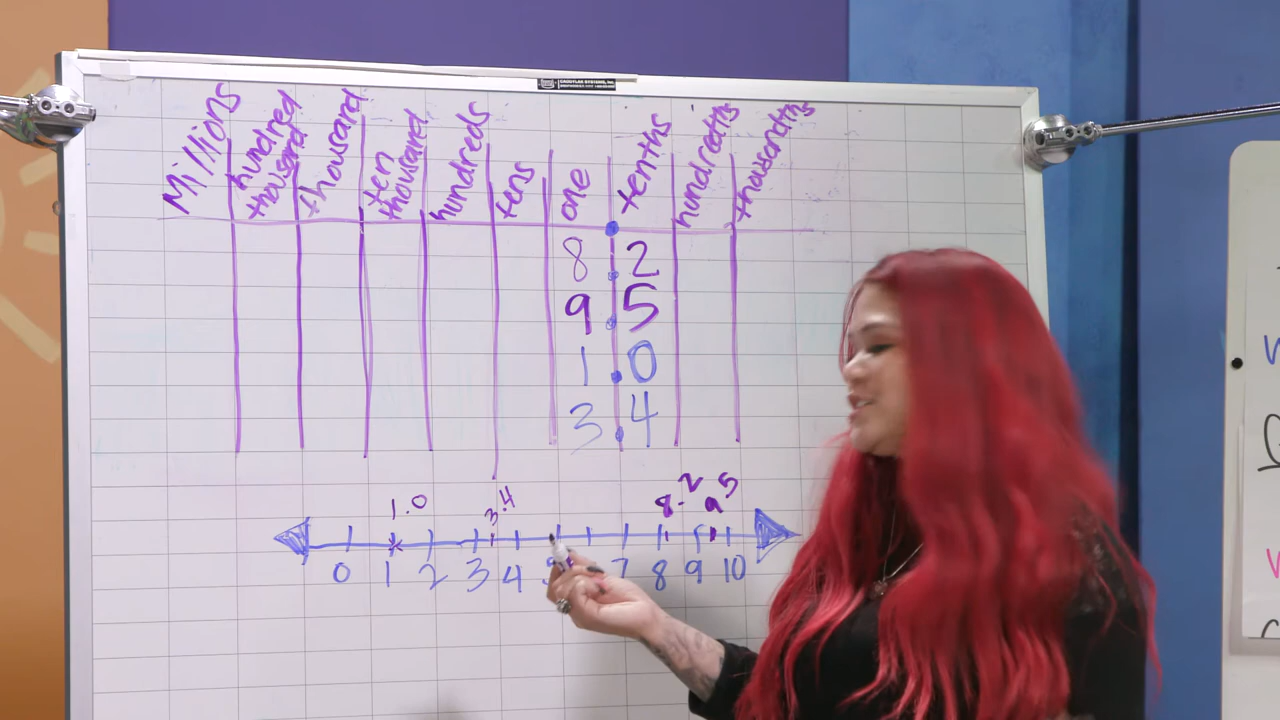 Millions
hundred
thousand
thousand
ten
thousand
hundreds
tens
one
tenths
hundredths
thousandths
8.2
9.5
1.0
3.4
1.0 3.4 8.2 9.5
0 1 2 3 4 5 7 8 9 10